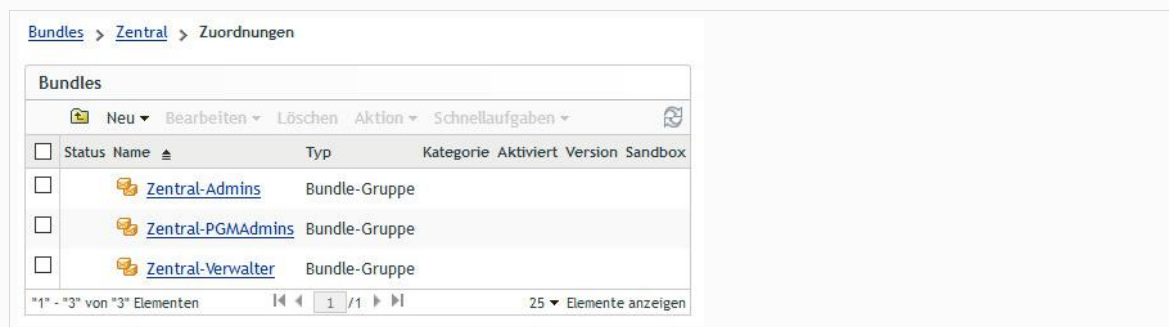 Bundles > Zentral > Zuordnungen
Bundles
Neu Bearbeiten Löschen Aktion Schnellaufgaben
Status Name Typ Kategorie Aktiviert Version Sandbox
Zentral-Admins Bundle-Gruppe
Zentral-PGMAdmins Bundle-Gruppe
Zentral-Verwalter Bundle-Gruppe
"1" - "3" von "3" Elementen 1 /1 25 Elemente anzeigen